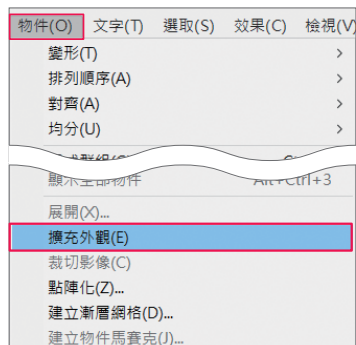 物件(O) 文字(T) 選取(S) 效果(C) 檢視(V)
變形(T) >
排列順序(A) >
對齊(A) >
均分(U) >
顯示全部物件 Alt+Ctrl+3
展開(X)...
擴充外觀(E)
裁切影像(C)
點陣化(Z)...
建立漸層網格(D)...
建立物件馬賽克(J)...